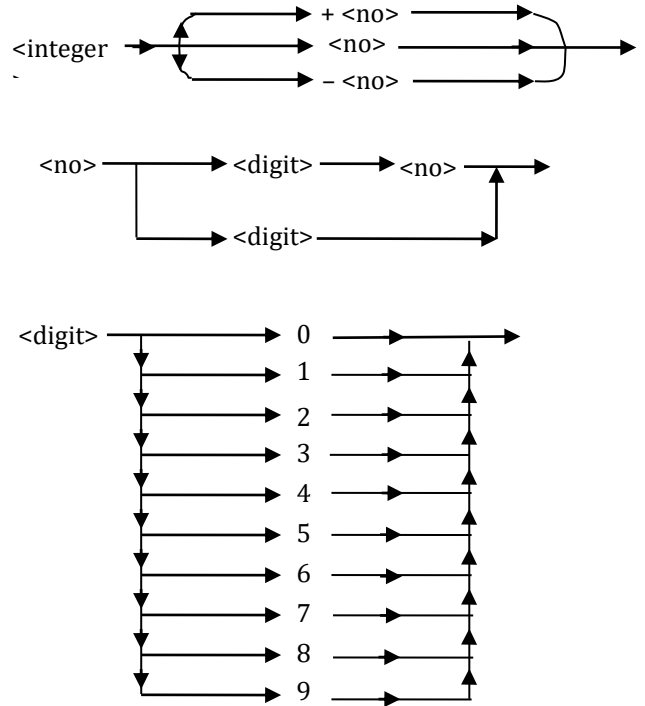 + <no>
<integer <no>
– <no>
<no> <digit> <no>
<digit>
<digit> 0
1
2
3
4
5
6
7
8
9